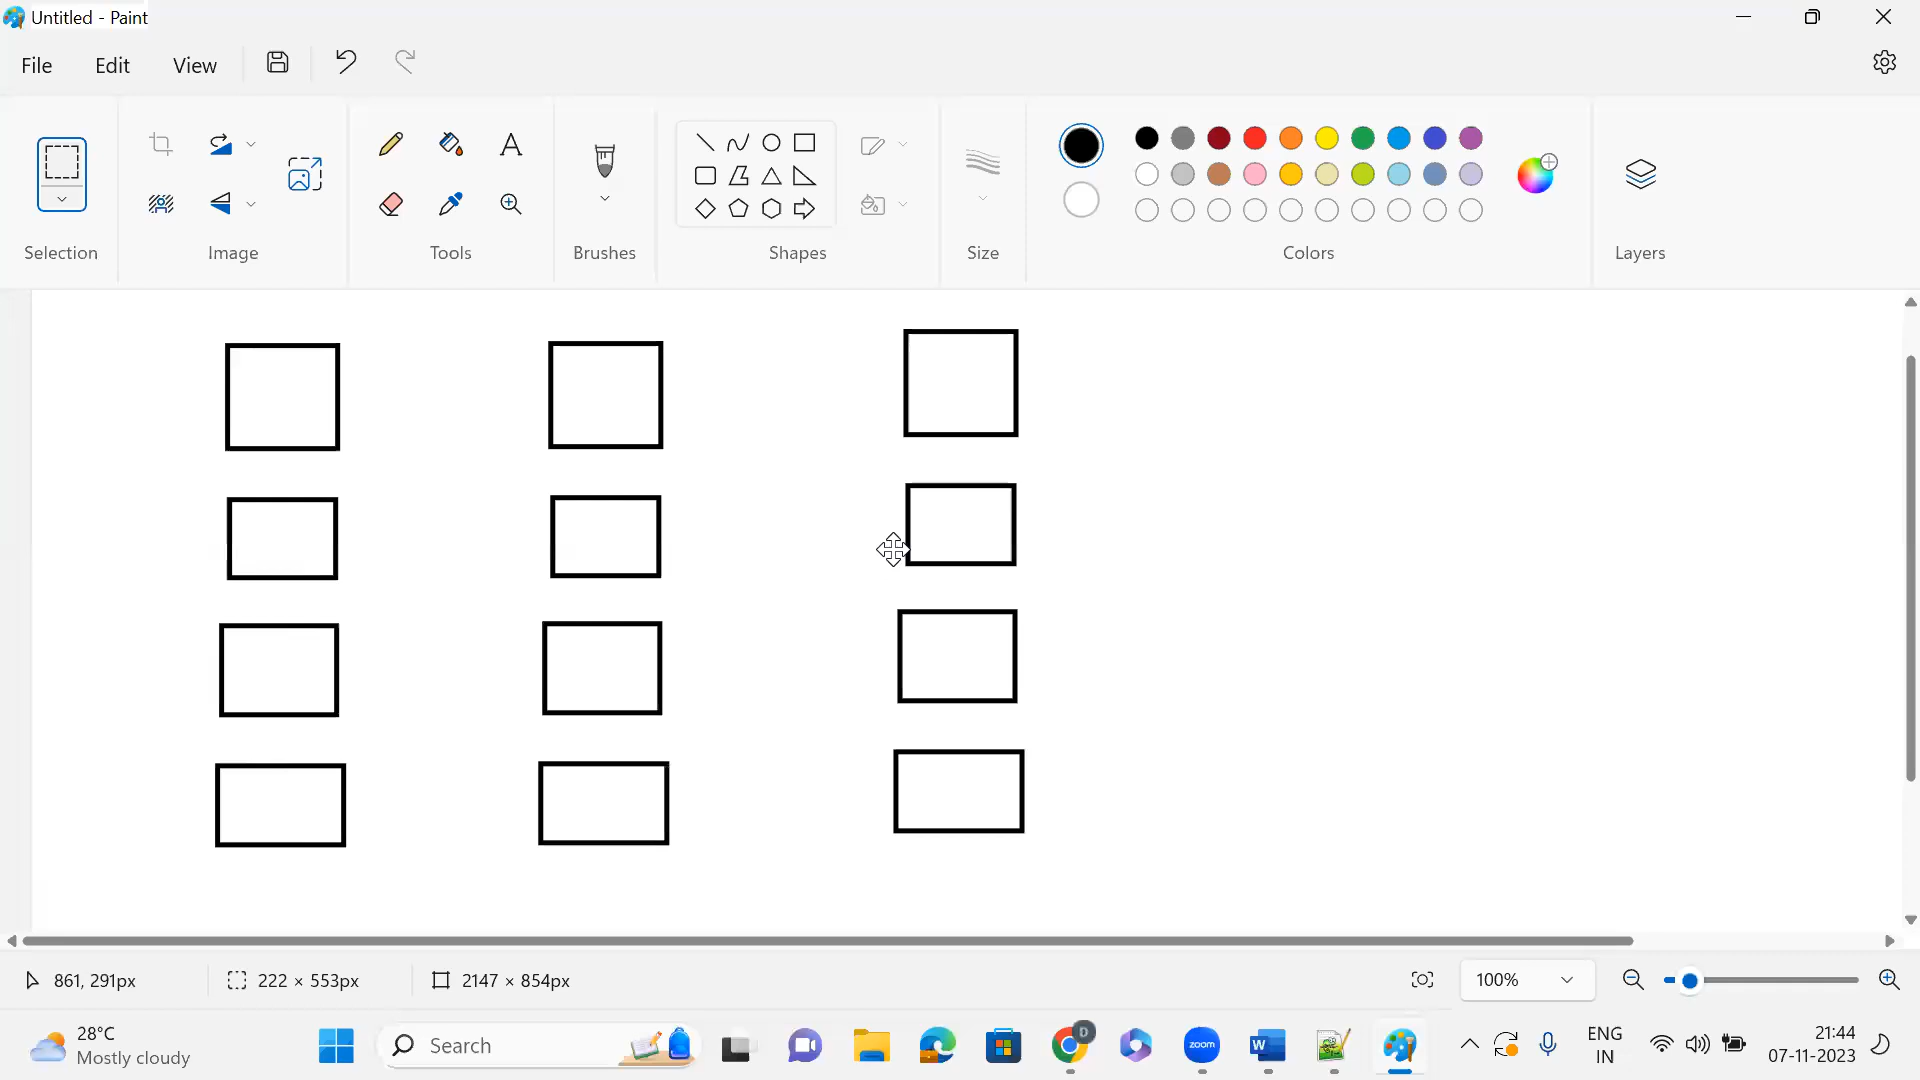 Untitled - Paint
File Edit View
Selection Image Tools Brushes Shapes Size Colors Layers
861, 291px 222 × 553px 2147 × 854px 100%
28°C
Mostly cloudy
Search
D
zoom
W
ENG
IN
21:44
07-11-2023